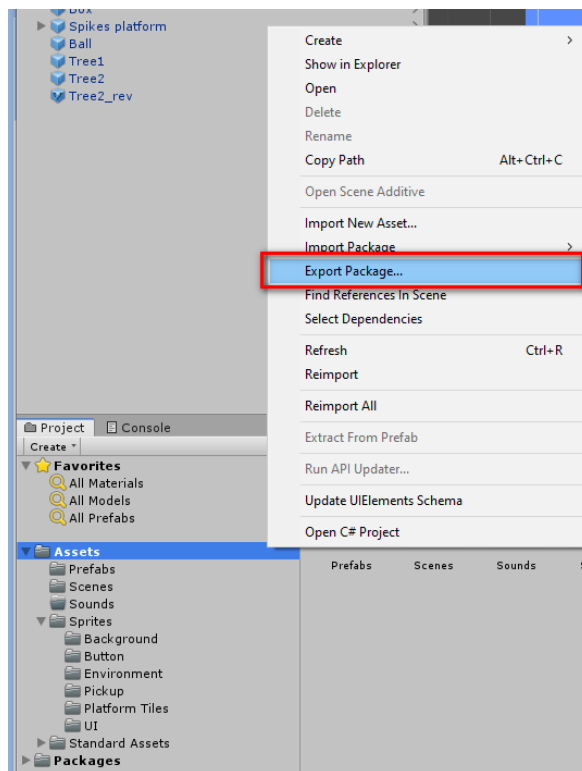 Box
Spikes platform
Ball
Tree1
Tree2
Tree2_rev
Create
Show in Explorer
Open
Delete
Rename
Copy Path Alt+Ctrl+C
Open Scene Additive
Import New Asset...
Import Package
Export Package...
Find References In Scene
Select Dependencies
Refresh Ctrl+R
Reimport
Reimport All
Extract From Prefab
Run API Updater...
Update UIElements Schema
Open C# Project
Project Console
Create
Favorites
All Materials
All Models
All Prefabs
Assets
Prefabs
Scenes
Sounds
Sprites
Background
Button
Environment
Pickup
Platform Tiles
UI
Standard Assets
Packages
Prefabs Scenes Sounds